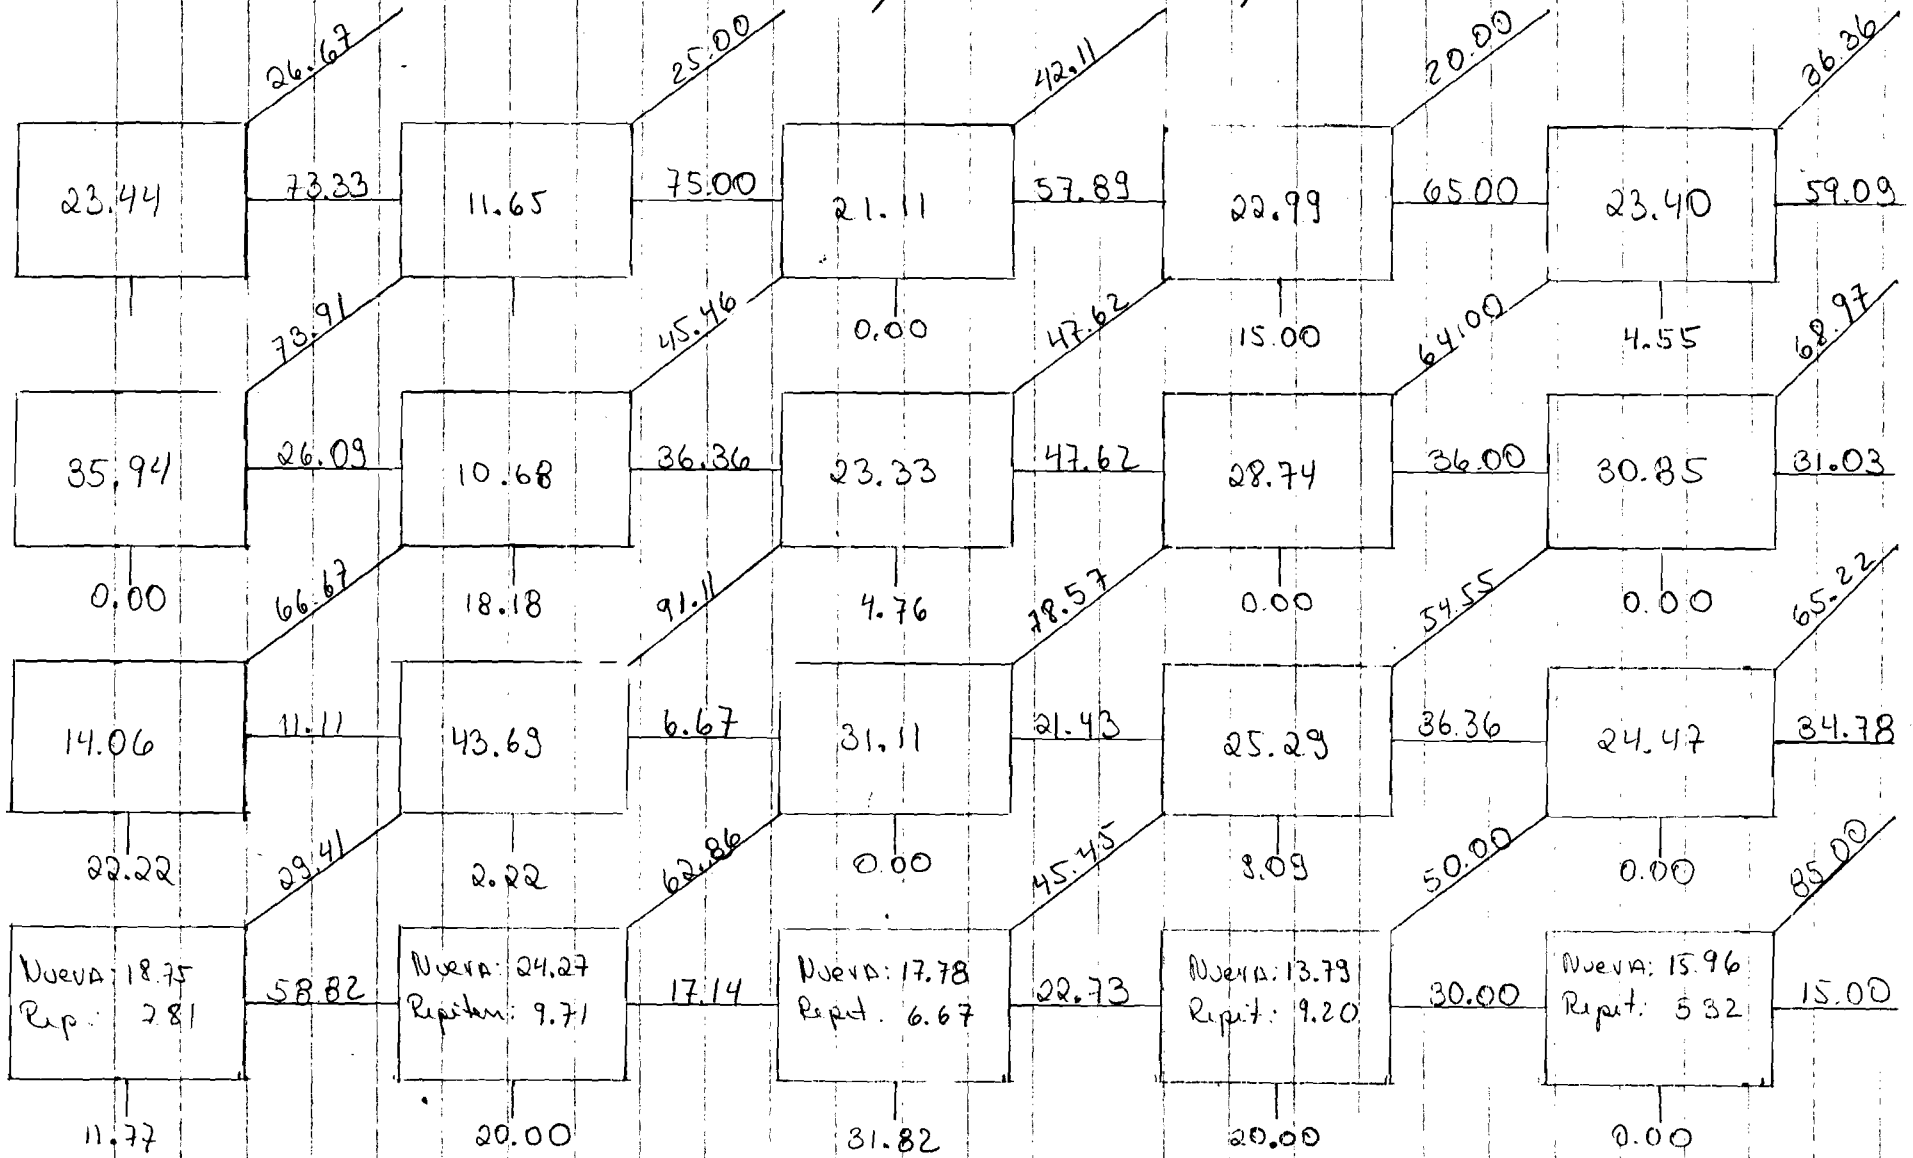 26.67 25.00 42.11 20.00 36.36
23.44 73.33 11.65 75.00 21.11 57.89 22.99 65.00 23.40 59.09
0.00 15.00 4.55
73.91 45.46 47.62 64.00 68.97
35.94 26.09 10.68 36.36 23.33 47.62 28.74 36.00 30.85 31.03
0.00 18.18 4.76 0.00 0.00
66.67 91.11 78.57 54.55 65.22
14.06 11.11 43.69 6.67 31.11 21.43 25.29 36.36 24.47 34.78
22.22 2.22 0.00 9.09 0.00
29.41 62.86 45.45 50.00 85.00
Nueva: 18.75 Nueva: 24.27 Nueva: 17.78 Nueva: 13.79 Nueva: 15.96
58.82 17.14 22.73 30.00 15.00
Rep.: 7.81 Repiten: 9.71 Repit. 6.67 Repit: 9.20 Repit: 5 32
11.77 20.00 31.82 20.00 0.00